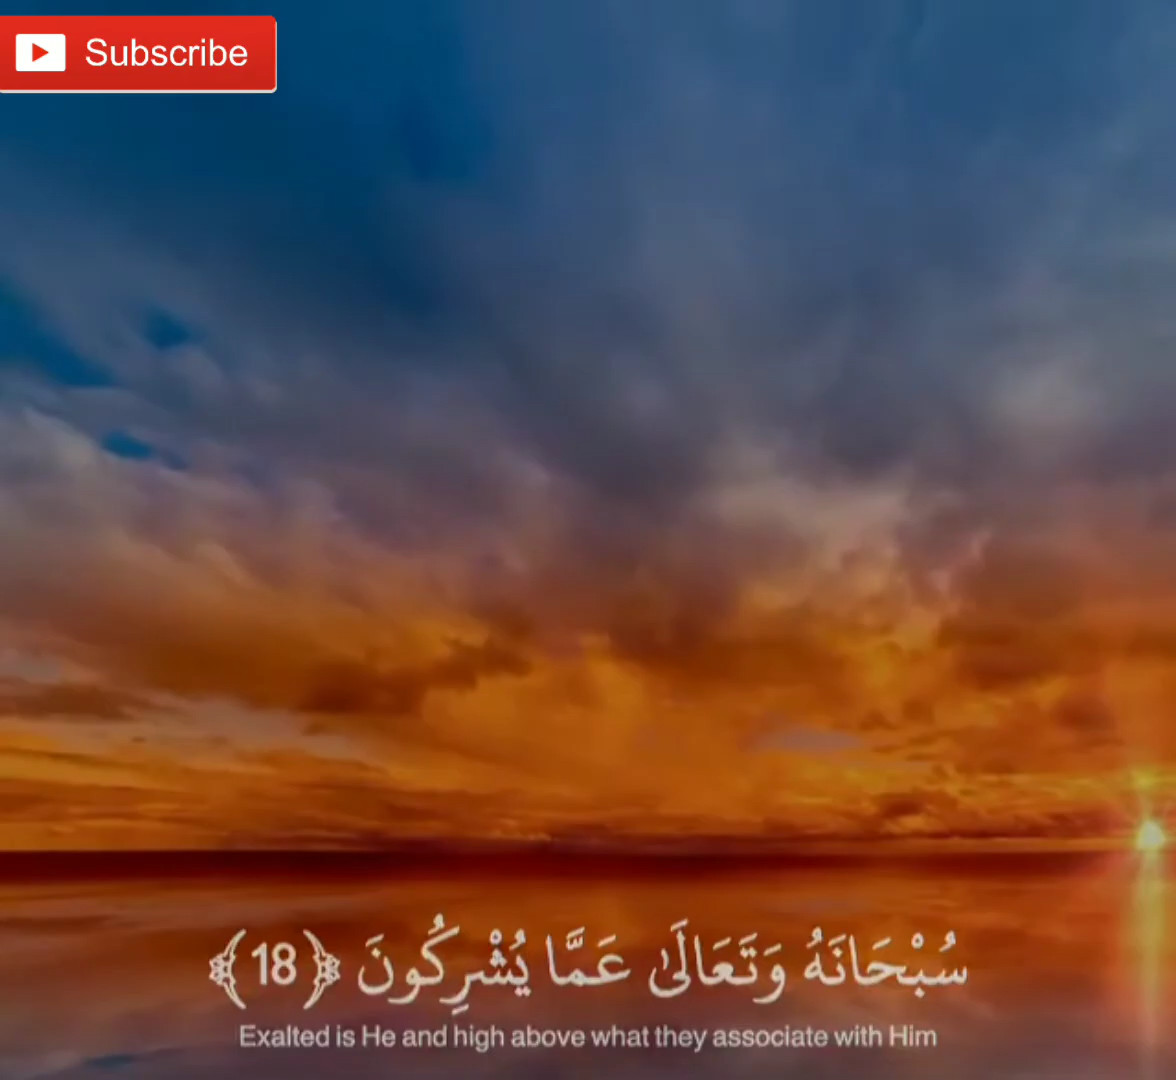 Subscribe
سُبْحَانَهُ وَتَعَالَىٰ عَمَّا يُشْرِكُونَ ﴿18﴾
Exalted is He and high above what they associate with Him